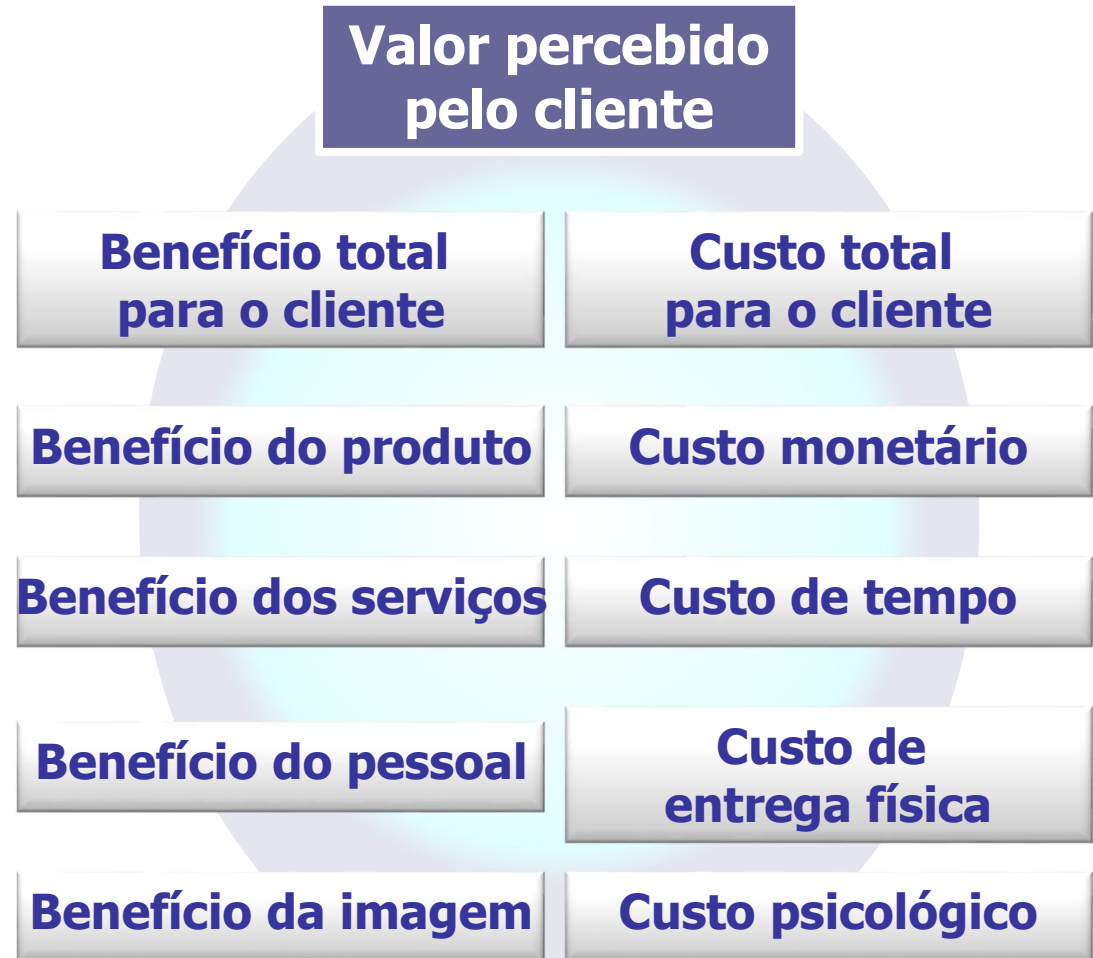 Valor percebido
pelo cliente
Benefício total
para o cliente
Custo total
para o cliente
Benefício do produto
Custo monetário
Benefício dos serviços
Custo de tempo
Benefício do pessoal
Custo de
entrega física
Benefício da imagem
Custo psicológico